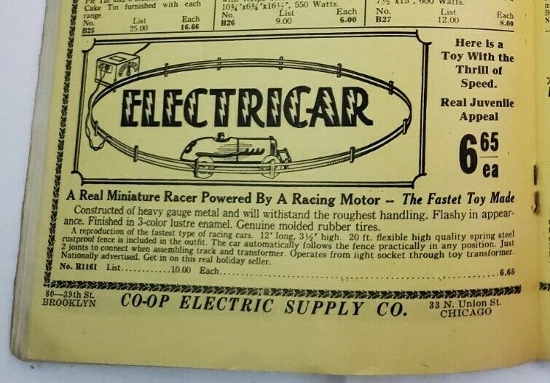 Cake Tin furnished with each
range.
No. List Each
B25 25.00 16.66
10¾"x6¾"x16½", 550 Watts.
No. List Each
B26 9.00 6.00
600 Watts.
No. List Each
B27 12.00 8.00
ELECTRICAR
Here is a
Toy With the
Thrill of
Speed.
Real Juvenile
Appeal
6 65
ea
A Real Miniature Racer Powered By A Racing Motor -- The Fastet Toy Made
Constructed of heavy gauge metal and will withstand the roughest handling. Flashy in appear-
ance. Finished in 3-color lustre enamel. Genuine molded rubber tires.
A reproduction of the fastest type of racing cars. 12" long, 3½" high. 20 ft. flexible high quality spring steel
rustproof fence is included in the outfit. The car automatically follows the fence practically in any position. Just
2 joints to connect when assembling track and transformer. Operates from light socket through toy transformer.
Nationally advertised. Get in on this real holiday seller.
No. R1161 List 10.00 Each 6.65
80—39th St.
BROOKLYN
CO-OP ELECTRIC SUPPLY CO.
33 N. Union St.
CHICAGO